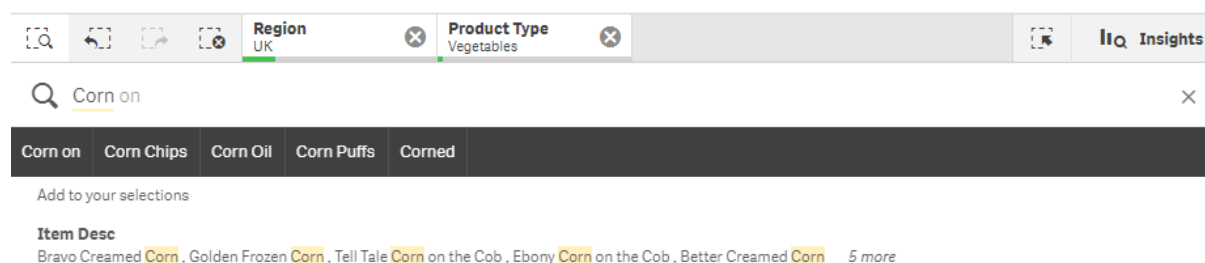 Region
UK
Product Type
Vegetables
Insights
Corn on
Corn on Corn Chips Corn Oil Corn Puffs Corned
Add to your selections
Item Desc
Bravo Creamed Corn , Golden Frozen Corn , Tell Tale Corn on the Cob , Ebony Corn on the Cob , Better Creamed Corn 5 more